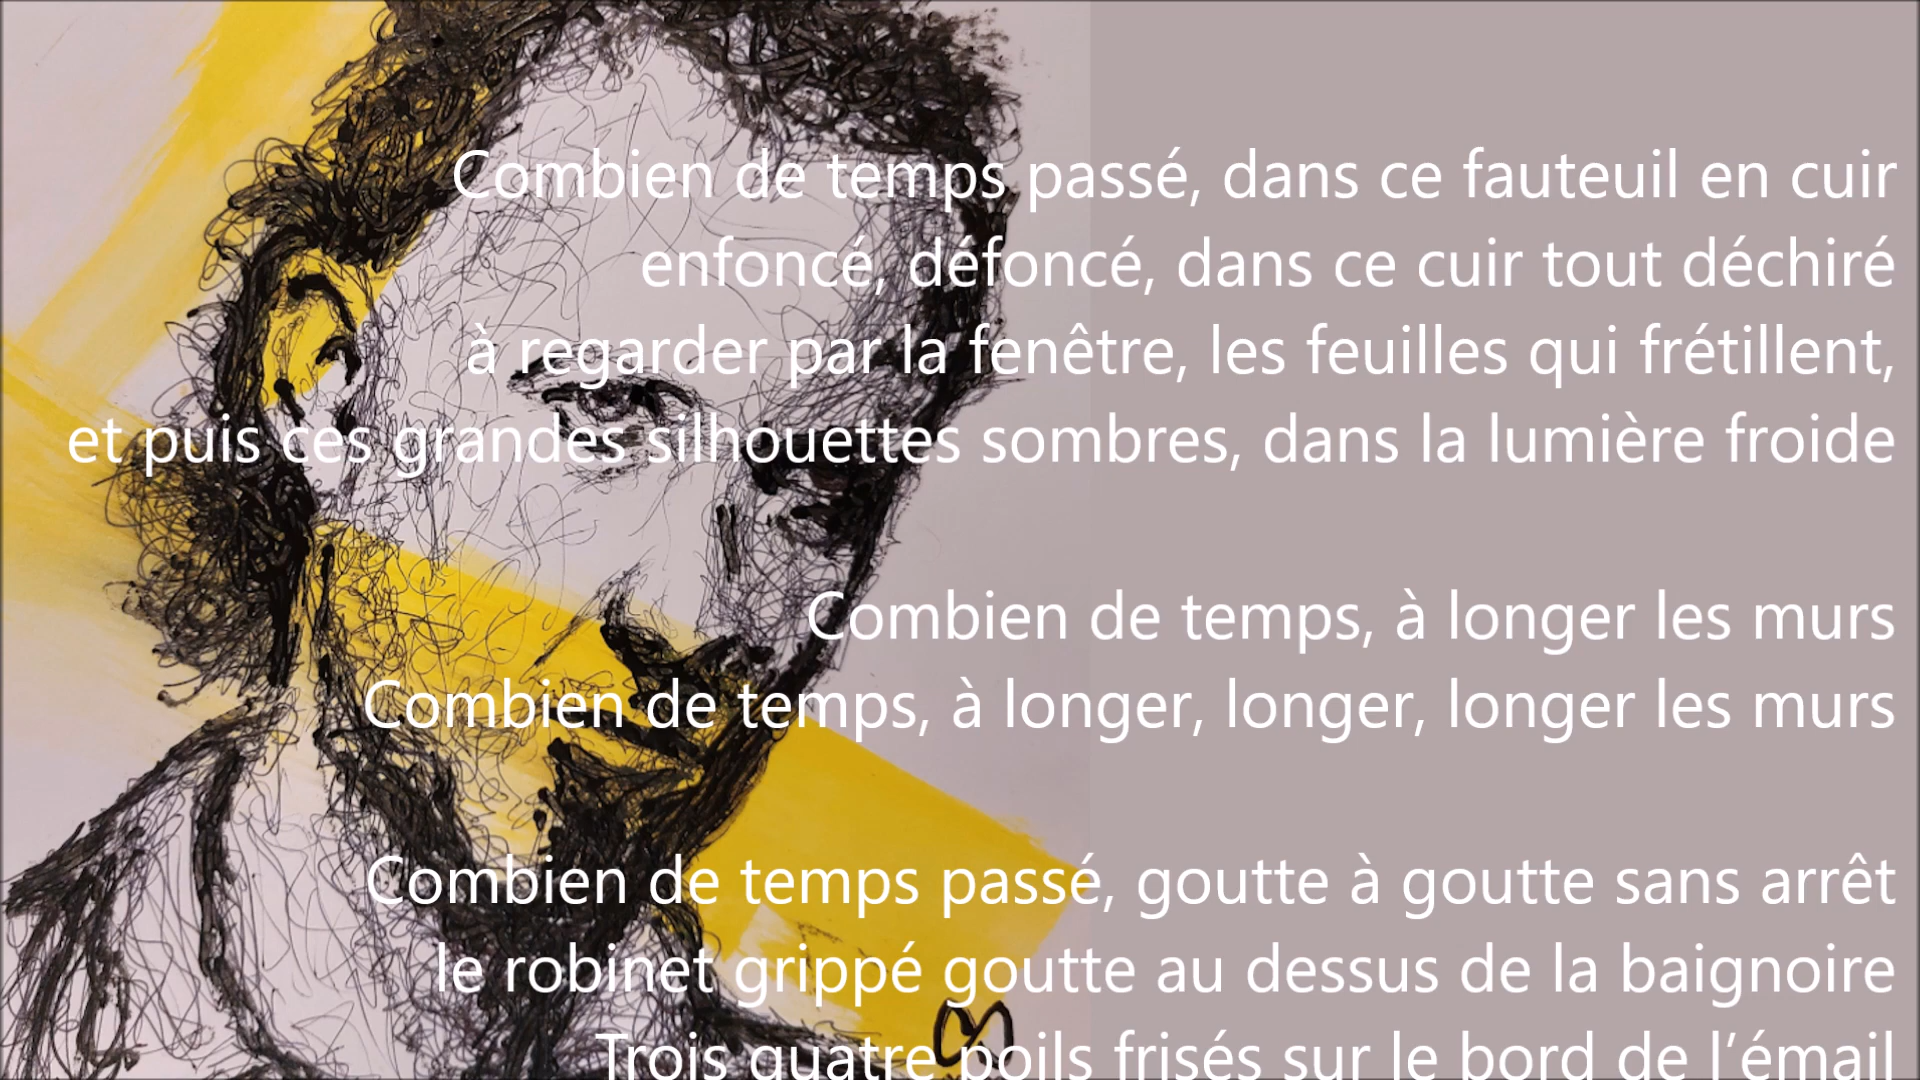 Combien de temps passé, dans ce fauteuil en cuir
enfoncé, défoncé, dans ce cuir tout déchiré
à regarder par la fenêtre, les feuilles qui frétillent,
et puis ces grandes silhouettes sombres, dans la lumière froide
Combien de temps, à longer les murs
Combien de temps, à longer, longer, longer les murs
Combien de temps passé, goutte à goutte sans arrêt
le robinet grippé goutte au dessus de la baignoire
Trois quatre poils frisés sur le bord de l’émail